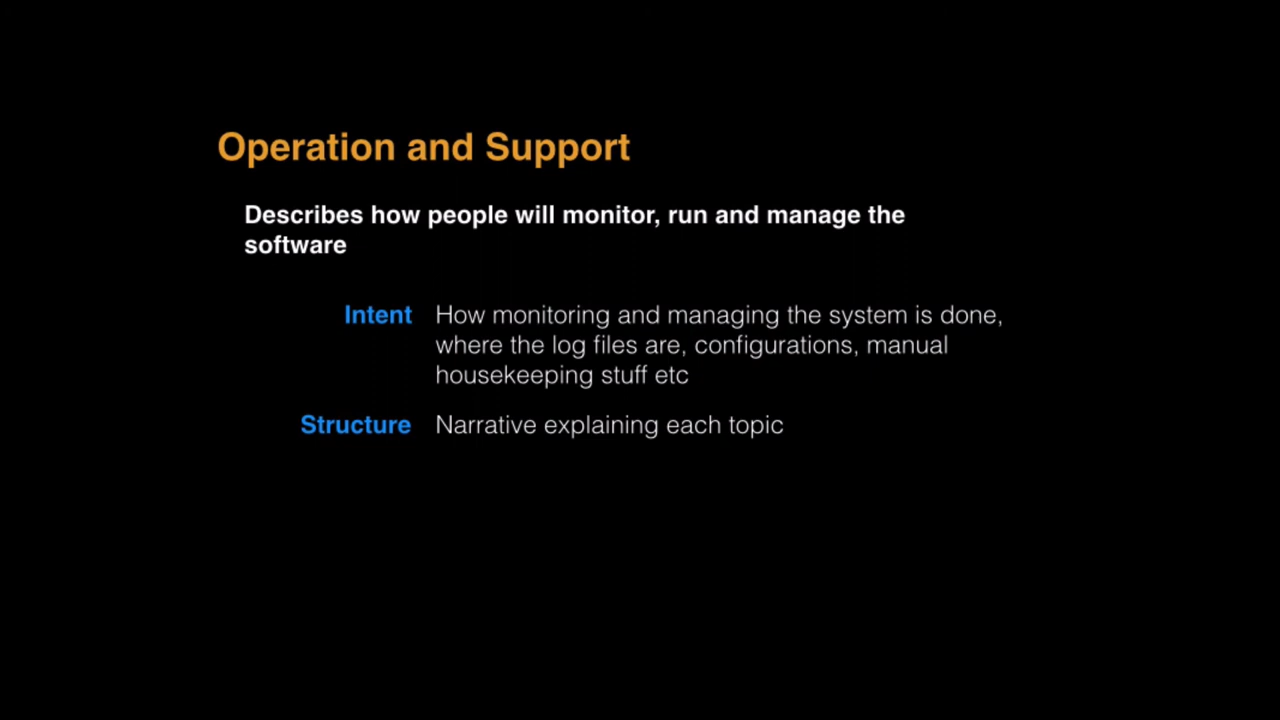 Operation and Support
Describes how people will monitor, run and manage the
software
Intent How monitoring and managing the system is done,
where the log files are, configurations, manual
housekeeping stuff etc
Structure Narrative explaining each topic